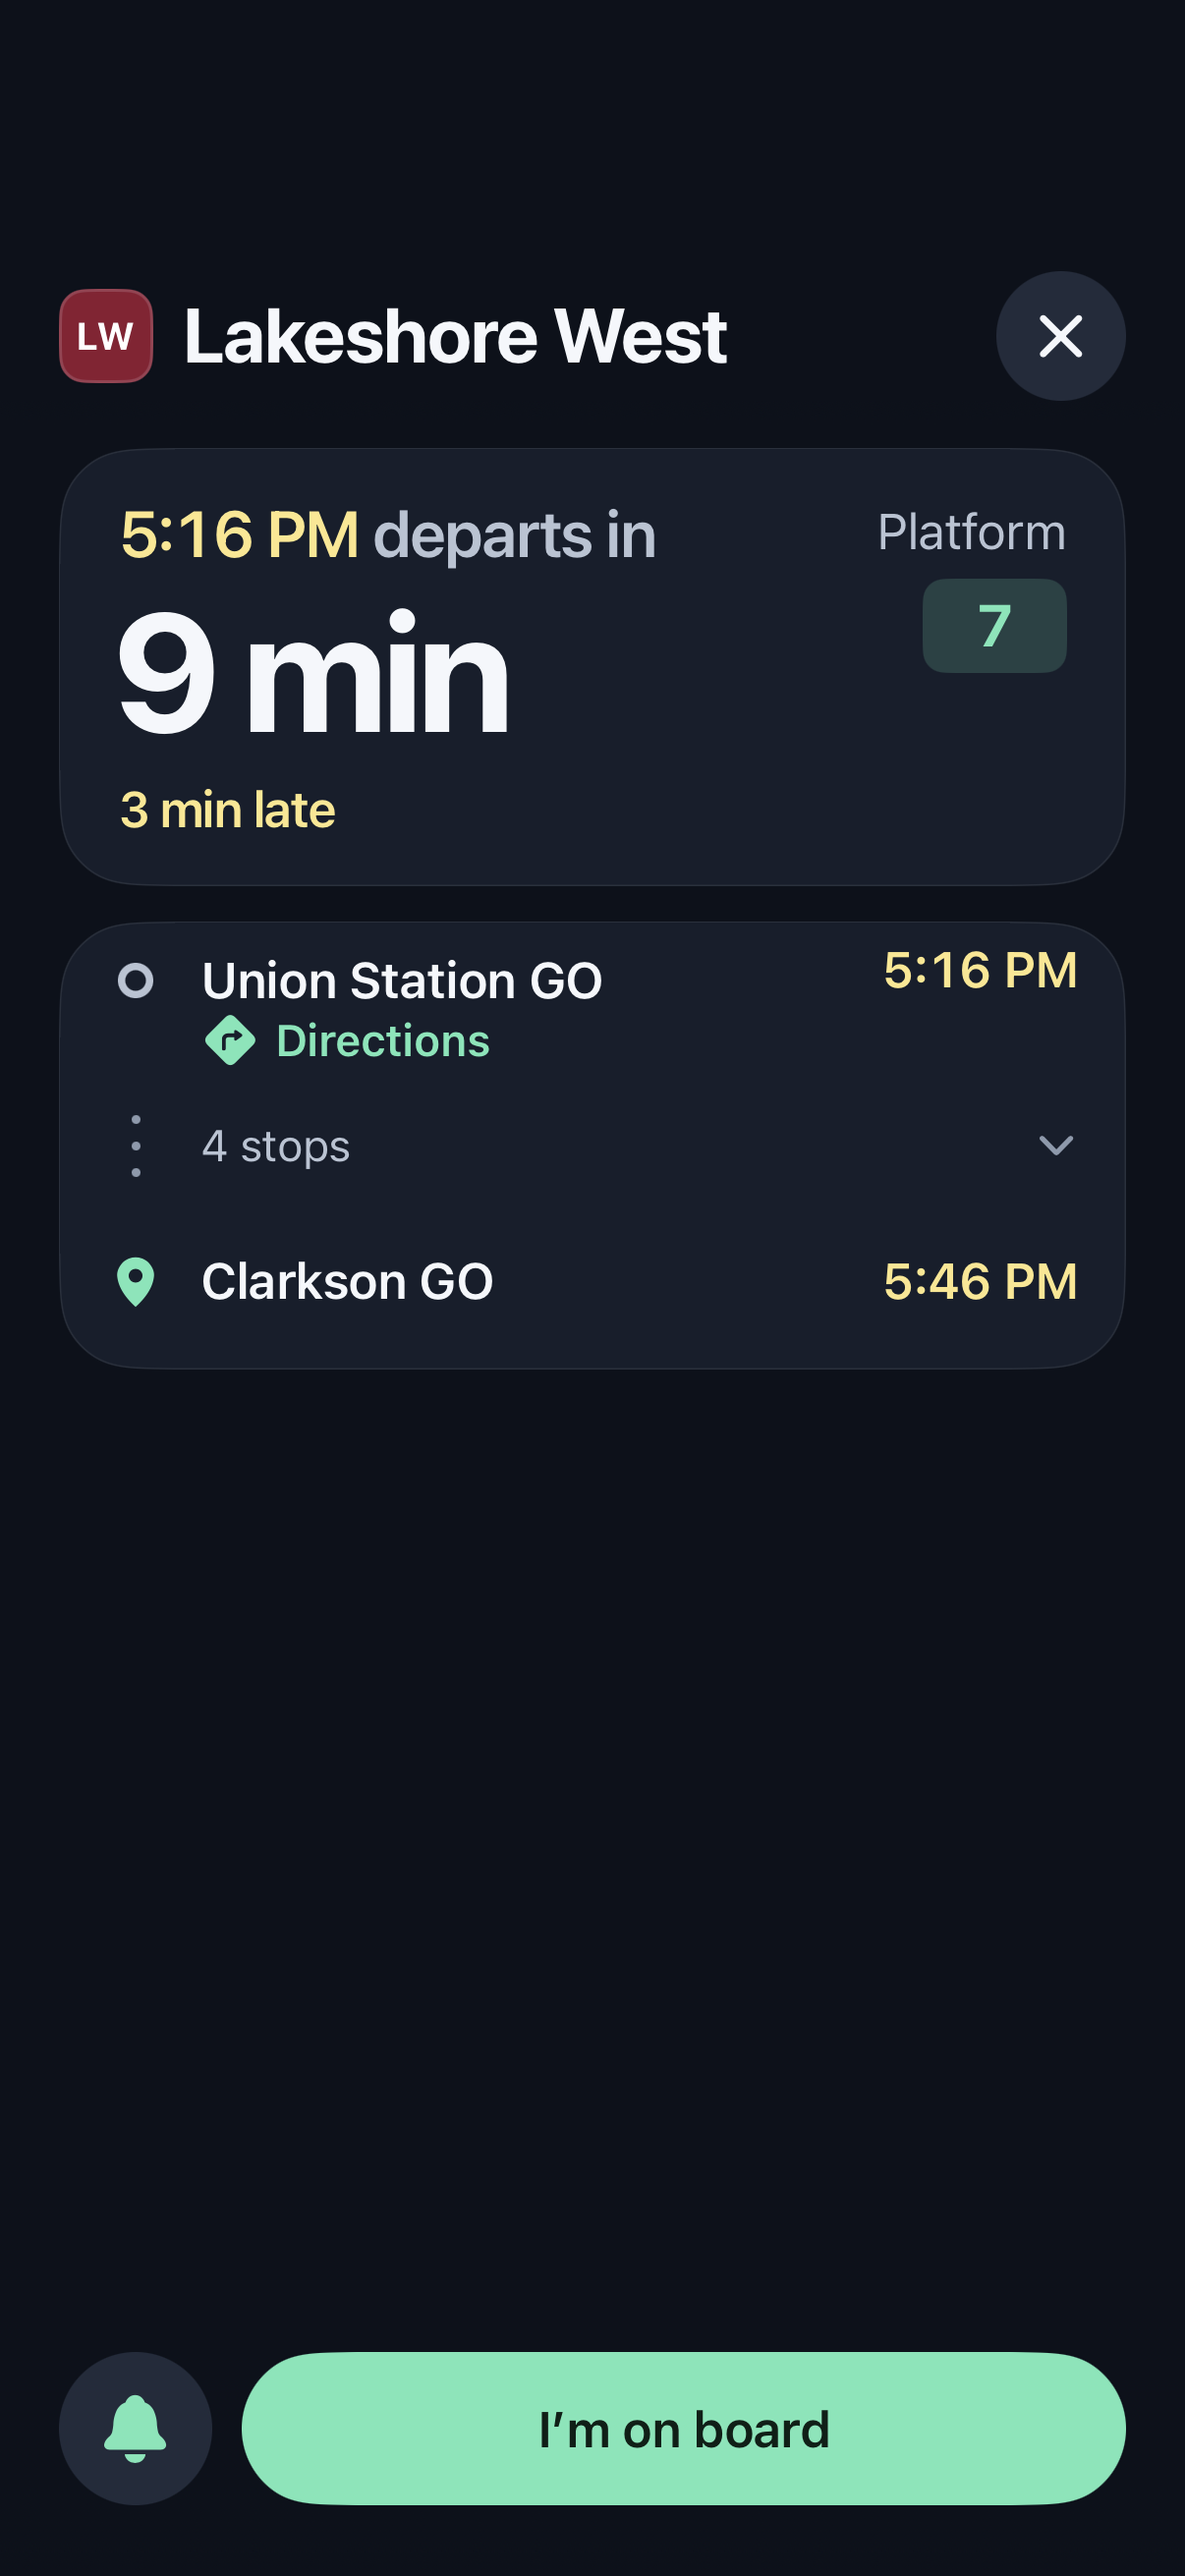 LW Lakeshore West
5:16 PM departs in
Platform
7
9 min
3 min late
Union Station GO 5:16 PM
Directions
4 stops
Clarkson GO 5:46 PM
I’m on board